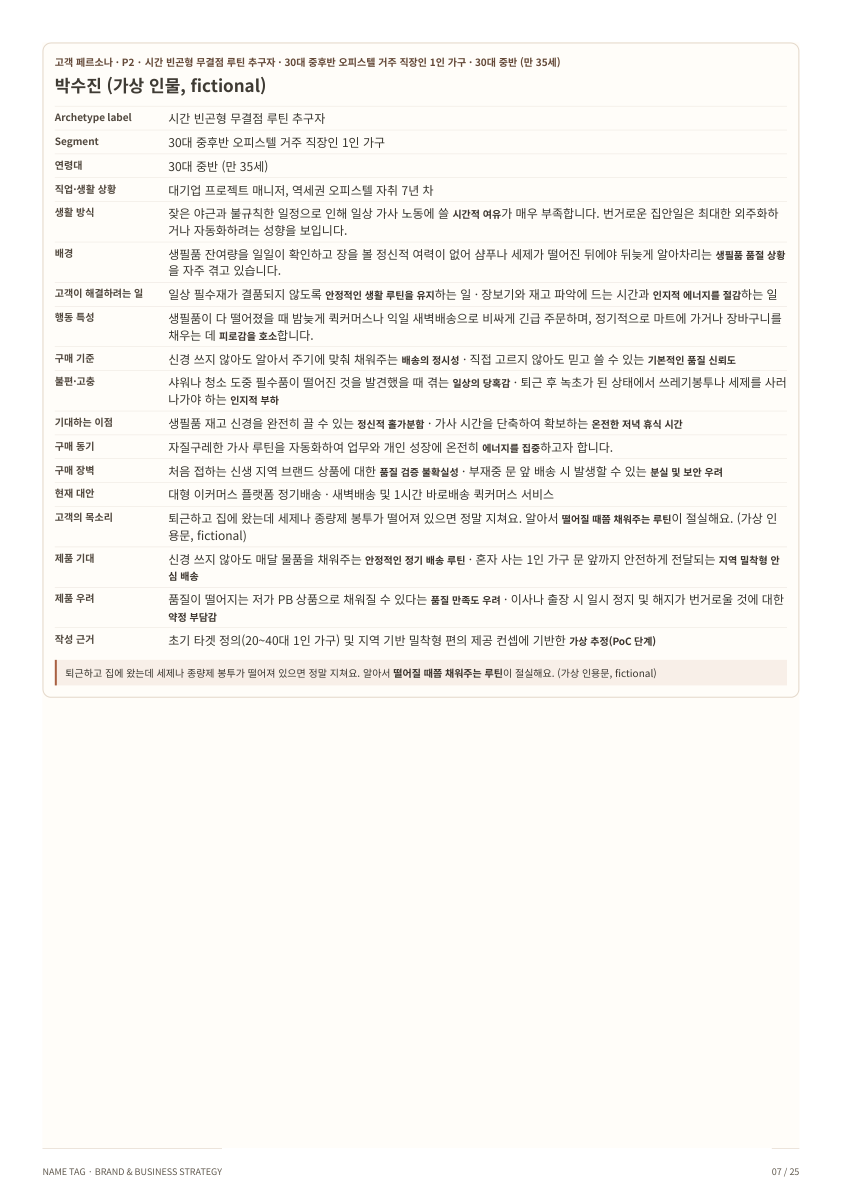 고객 페르소나 · P2 · 시간 빈곤형 무결점 루틴 추구자 · 30대 중후반 오피스텔 거주 직장인 1인 가구 · 30대 중반 (만 35세)
박수진 (가상 인물, fictional)
Archetype label 시간 빈곤형 무결점 루틴 추구자
Segment 30대 중후반 오피스텔 거주 직장인 1인 가구
연령대 30대 중반 (만 35세)
직업·생활 상황 대기업 프로젝트 매니저, 역세권 오피스텔 자취 7년 차
생활 방식 잦은 야근과 불규칙한 일정으로 인해 일상 가사 노동에 쓸 시간적 여유가 매우 부족합니다. 번거로운 집안일은 최대한 외주화하
거나 자동화하려는 성향을 보입니다.
배경 생필품 잔여량을 일일이 확인하고 장을 볼 정신적 여력이 없어 샴푸나 세제가 떨어진 뒤에야 뒤늦게 알아차리는 생필품 품절 상황
을 자주 겪고 있습니다.
고객이 해결하려는 일 일상 필수재가 결품되지 않도록 안정적인 생활 루틴을 유지하는 일 · 장보기와 재고 파악에 드는 시간과 인지적 에너지를 절감하는 일
행동 특성 생필품이 다 떨어졌을 때 밤늦게 퀵커머스나 익일 새벽배송으로 비싸게 긴급 주문하며, 정기적으로 마트에 가거나 장바구니를
채우는 데 피로감을 호소합니다.
구매 기준 신경 쓰지 않아도 알아서 주기에 맞춰 채워주는 배송의 정시성 · 직접 고르지 않아도 믿고 쓸 수 있는 기본적인 품질 신뢰도
불편·고충 샤워나 청소 도중 필수품이 떨어진 것을 발견했을 때 겪는 일상의 당혹감 · 퇴근 후 녹초가 된 상태에서 쓰레기봉투나 세제를 사러
나가야 하는 인지적 부하
기대하는 이점 생필품 재고 신경을 완전히 끌 수 있는 정신적 홀가분함 · 가사 시간을 단축하여 확보하는 온전한 저녁 휴식 시간
구매 동기 자질구레한 가사 루틴을 자동화하여 업무와 개인 성장에 온전히 에너지를 집중하고자 합니다.
구매 장벽 처음 접하는 신생 지역 브랜드 상품에 대한 품질 검증 불확실성 · 부재중 문 앞 배송 시 발생할 수 있는 분실 및 보안 우려
현재 대안 대형 이커머스 플랫폼 정기배송 · 새벽배송 및 1시간 바로배송 퀵커머스 서비스
고객의 목소리 퇴근하고 집에 왔는데 세제나 종량제 봉투가 떨어져 있으면 정말 지쳐요. 알아서 떨어질 때쯤 채워주는 루틴이 절실해요. (가상 인
용문, fictional)
제품 기대 신경 쓰지 않아도 매달 물품을 채워주는 안정적인 정기 배송 루틴 · 혼자 사는 1인 가구 문 앞까지 안전하게 전달되는 지역 밀착형 안
심 배송
제품 우려 품질이 떨어지는 저가 PB 상품으로 채워질 수 있다는 품질 만족도 우려 · 이사나 출장 시 일시 정지 및 해지가 번거로울 것에 대한
약정 부담감
작성 근거 초기 타겟 정의(20~40대 1인 가구) 및 지역 기반 밀착형 편의 제공 컨셉에 기반한 가상 추정(PoC 단계)
퇴근하고 집에 왔는데 세제나 종량제 봉투가 떨어져 있으면 정말 지쳐요. 알아서 떨어질 때쯤 채워주는 루틴이 절실해요. (가상 인용문, fictional)
NAME TAG · BRAND & BUSINESS STRATEGY
07 / 25